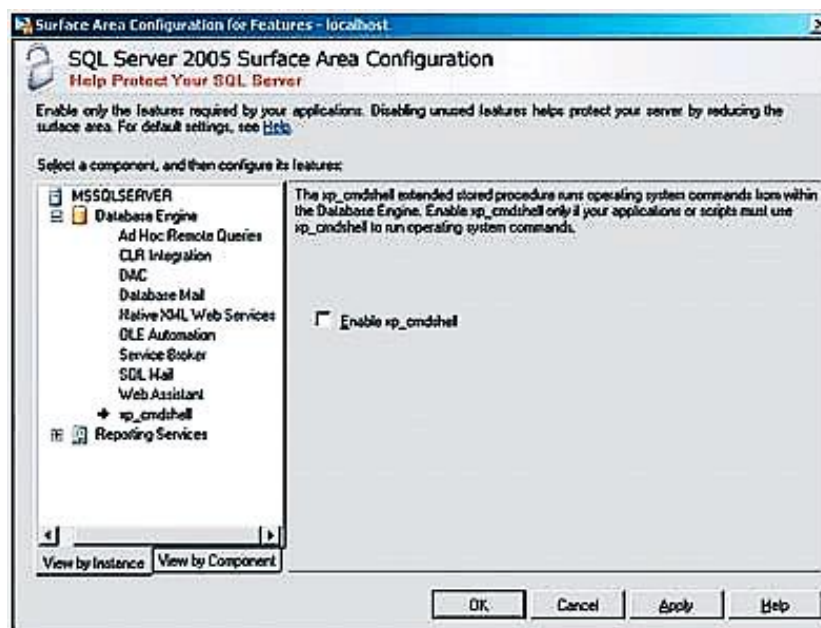 Surface Area Configuration for Features - localhost
SQL Server 2005 Surface Area Configuration
Help Protect Your SQL Server
Enable only the features required by your applications. Disabling unused features helps protect your server by reducing the
surface area. For default settings, see Help.
Select a component, and then configure its features:
MSSQLSERVER
Database Engine
Ad Hoc Remote Queries
CLR Integration
DAC
Database Mail
Native XML Web Services
OLE Automation
Service Broker
SQL Mail
Web Assistant
xp_cmdshell
Reporting Services
View by Instance
View by Component
The xp_cmdshell extended stored procedure runs operating system commands from within
the Database Engine. Enable xp_cmdshell only if your applications or scripts must use
xp_cmdshell to run operating system commands.
Enable xp_cmdshell
OK
Cancel
Apply
Help